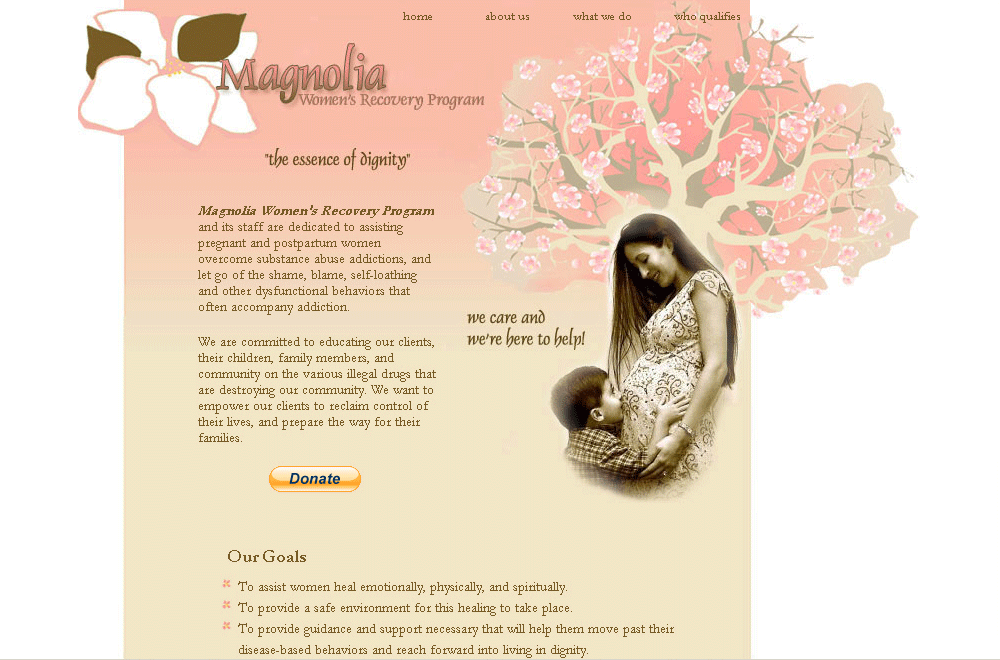 home about us what we do who qualifies
Magnolia
Women's Recovery Program
"the essence of dignity"
Magnolia Women's Recovery Program
and its staff are dedicated to assisting
pregnant and postpartum women
overcome substance abuse addictions, and
let go of the shame, blame, self-loathing
and other dysfunctional behaviors that
often accompany addiction.
we care and
we're here to help!
We are committed to educating our clients,
their children, family members, and
community on the various illegal drugs that
are destroying our community. We want to
empower our clients to reclaim control of
their lives, and prepare the way for their
families.
Donate
Our Goals
To assist women heal emotionally, physically, and spiritually.
To provide a safe environment for this healing to take place.
To provide guidance and support necessary that will help them move past their
disease-based behaviors and reach forward into living in dignity.